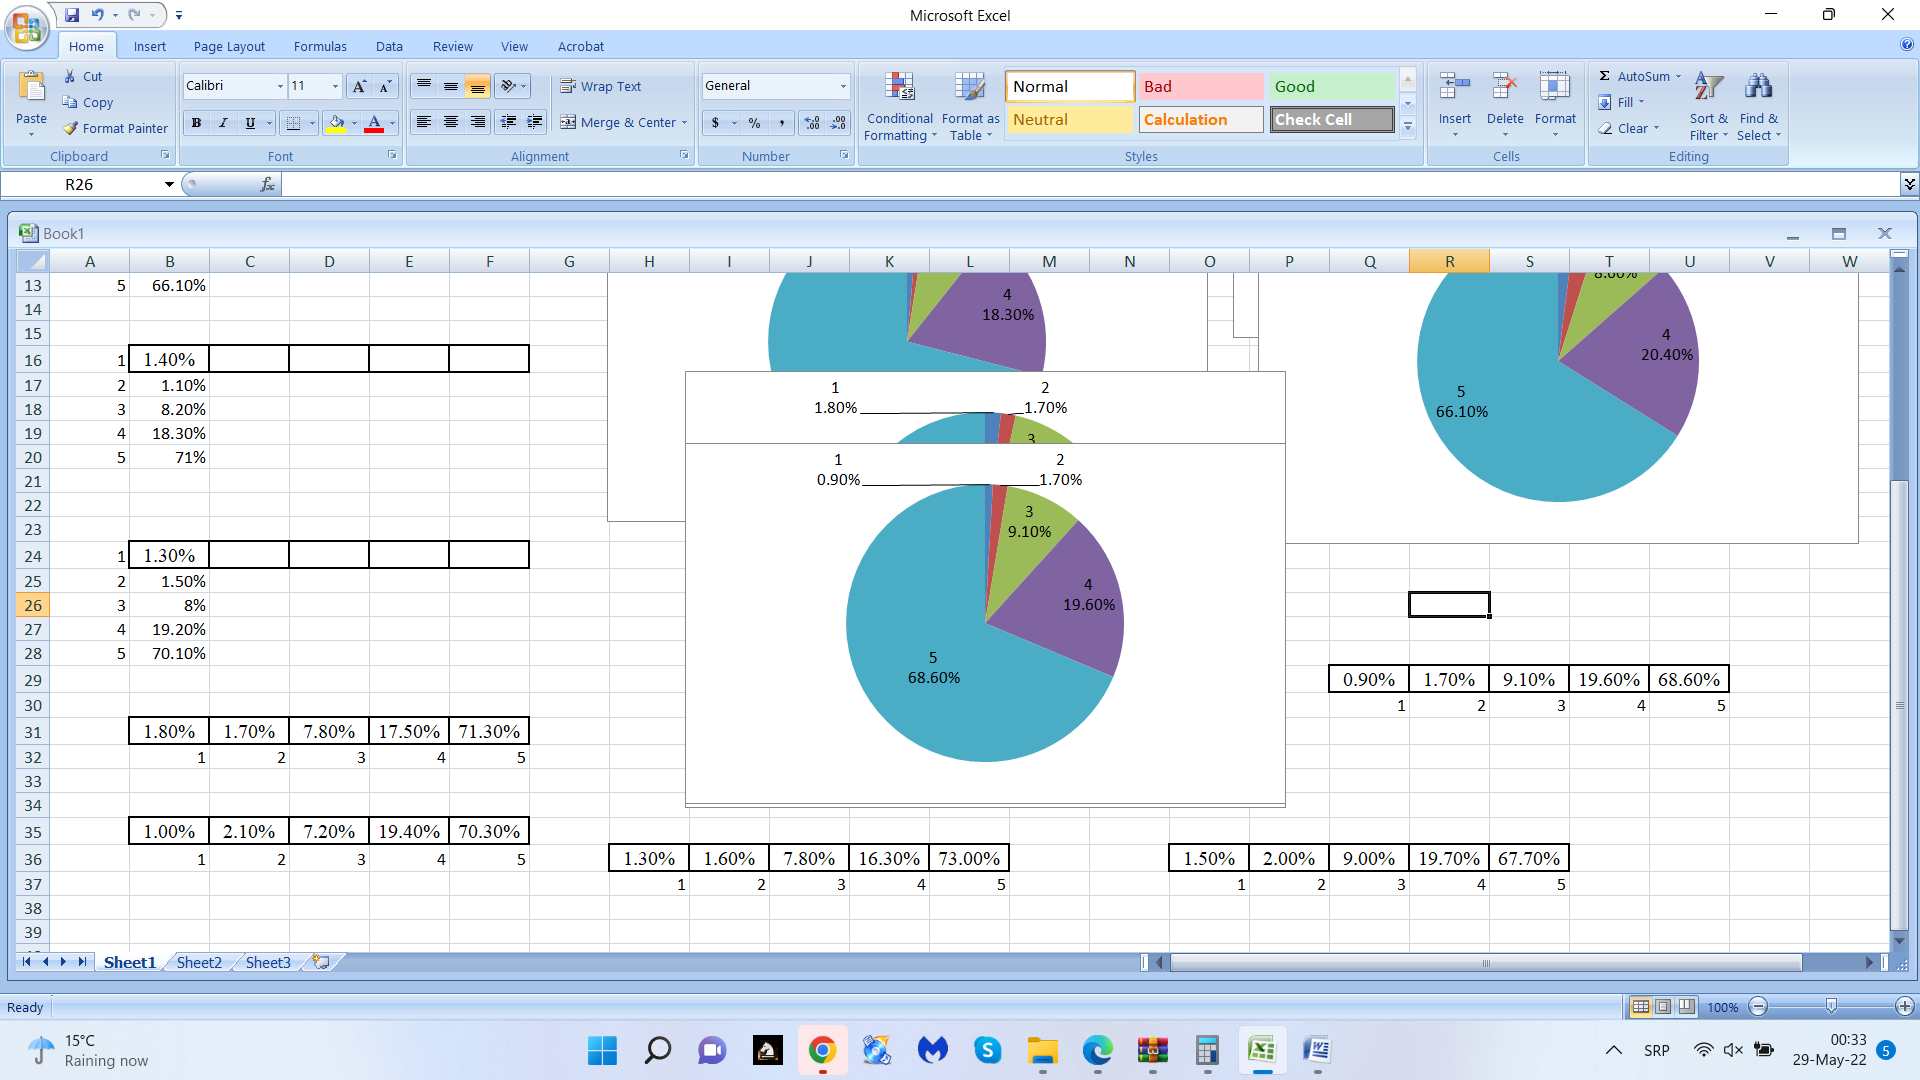 Microsoft Excel
Home Insert Page Layout Formulas Data Review View Acrobat
Paste
Cut
Copy
Format Painter
Clipboard
Calibri 11
B I U
Font
Wrap Text
Merge & Center
Alignment
General
$ % ,
Number
Conditional Formatting
Format as Table
Normal Bad Good
Neutral Calculation Check Cell
Styles
Insert Delete Format
Cells
Σ AutoSum
Fill
Clear
Sort & Filter
Find & Select
Editing
R26 fx
Book1
A B C D E F G H I J K L M N O P Q R S T U V W
13 5 66.10%
14
15
16 1 1.40%
17 2 1.10%
18 3 8.20%
19 4 18.30%
20 5 71%
21
22
23
24 1 1.30%
25 2 1.50%
26 3 8%
27 4 19.20%
28 5 70.10%
29 0.90% 1.70% 9.10% 19.60% 68.60%
30 1 2 3 4 5
31 1.80% 1.70% 7.80% 17.50% 71.30%
32 1 2 3 4 5
33
34
35 1.00% 2.10% 7.20% 19.40% 70.30%
36 1 2 3 4 5 1.30% 1.60% 7.80% 16.30% 73.00% 1.50% 2.00% 9.00% 19.70% 67.70%
37 1 2 3 4 5 1 2 3 4 5
38
39
4
18.30%
1
1.80%
2
1.70%
3
1
0.90%
2
1.70%
3
9.10%
4
19.60%
5
68.60%
8.00%
4
20.40%
5
66.10%
Sheet1 Sheet2 Sheet3
Ready
100%
15°C
Raining now
SRP
00:33
29-May-22
5